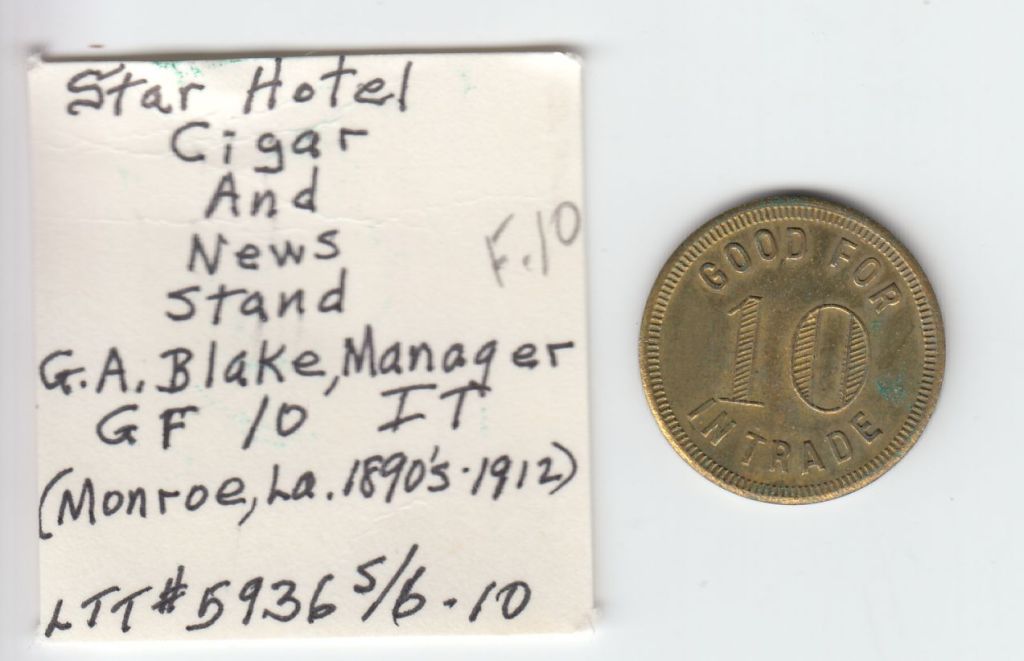 Star Hotel
Cigar
And
News
Stand
F.10
G.A. Blake, Manager
GF 10 IT
(Monroe, La. 1890's-1912)
LTT # 5936 S/6.10
GOOD FOR
10
IN TRADE